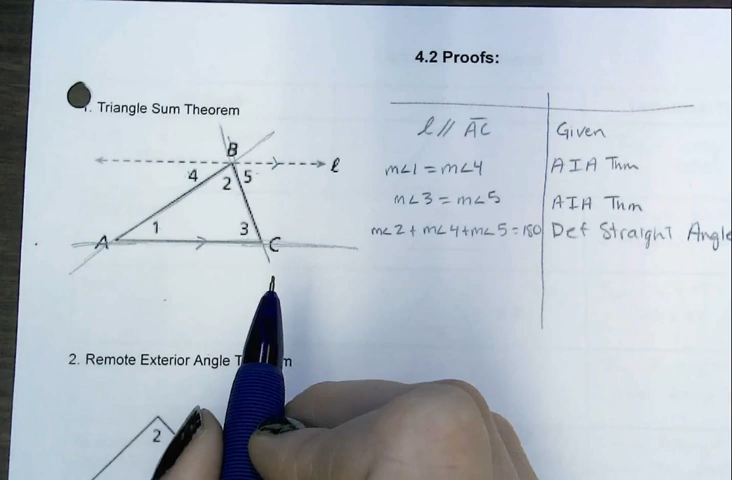 4.2 Proofs:
1. Triangle Sum Theorem
B
l
4
2
5
A
1
3
C
l // AC Given
m∠1 = m∠4 AIA Thm
m∠3 = m∠5 AIA Thm
m∠2 + m∠4 + m∠5 = 180 Def Straight Angle
2. Remote Exterior Angle T m
2